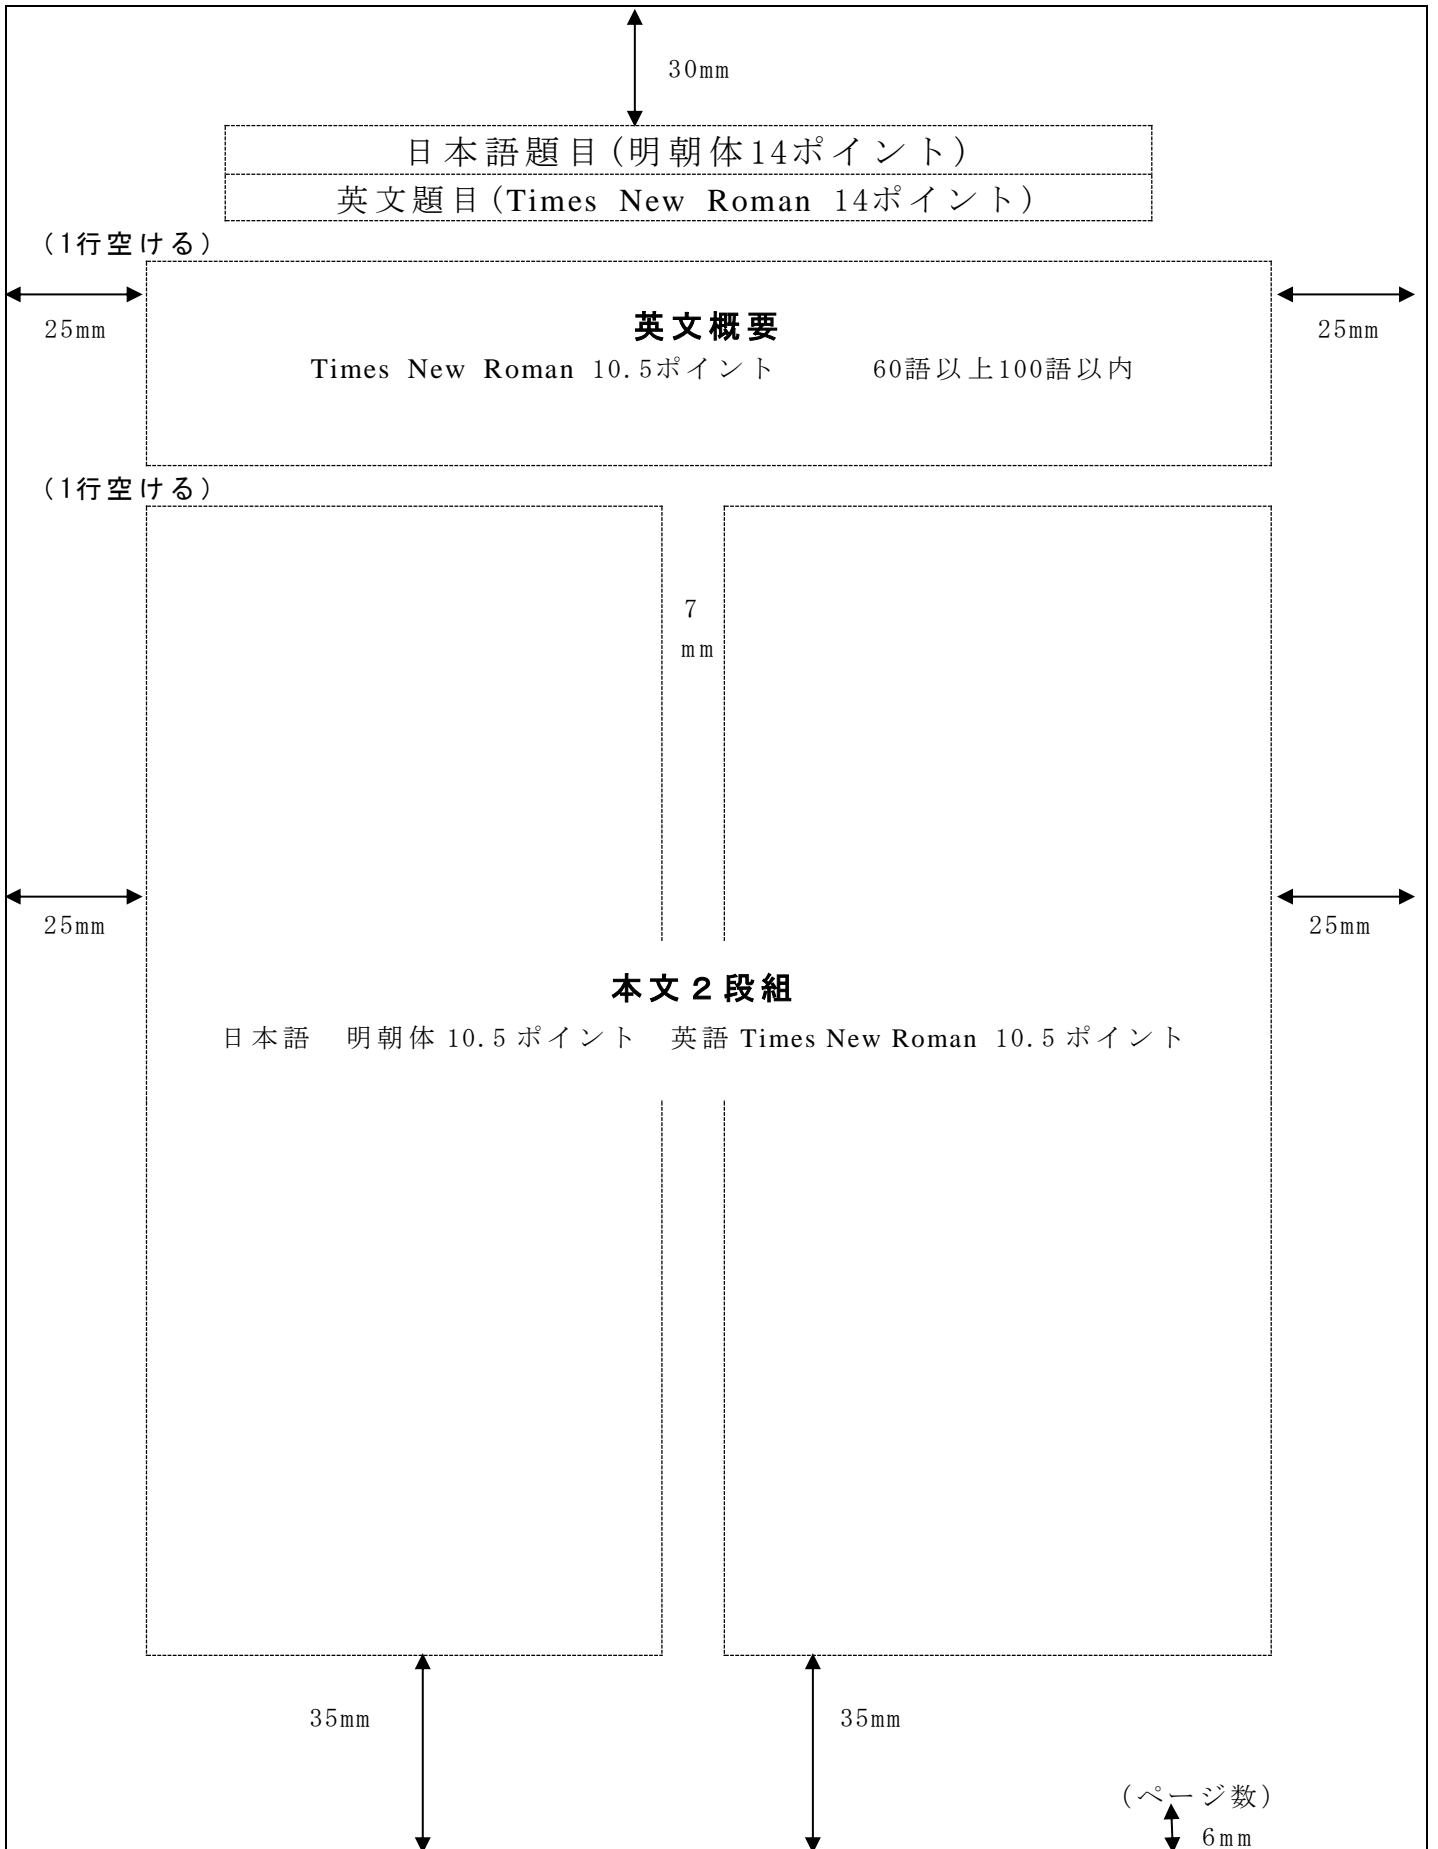 30mm
日本語題目(明朝体14ポイント)
英文題目(Times New Roman 14ポイント)
(1行空ける)
25mm
英文概要
25mm
Times New Roman 10.5ポイント　60語以上100語以内
(1行空ける)
7
mm
25mm
25mm
本文２段組
日本語　明朝体 10.5 ポイント　英語 Times New Roman 10.5 ポイント
35mm
35mm
(ページ数)
6mm